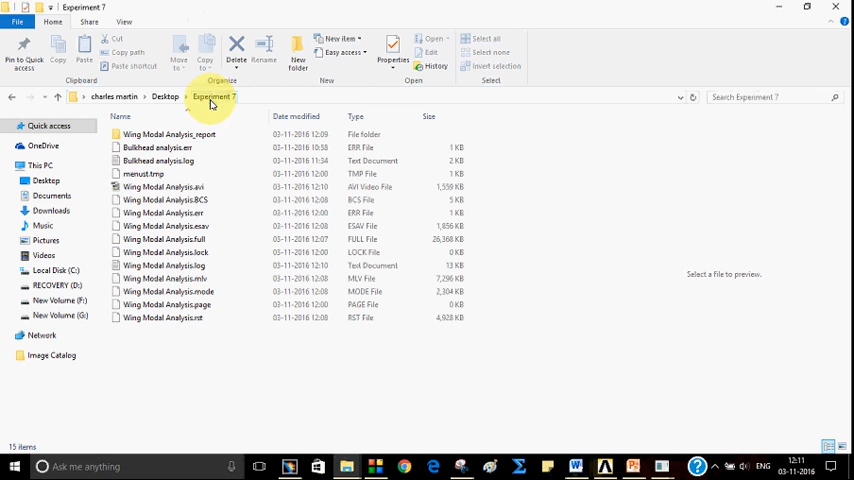 Experiment 7
File Home Share View
Pin to Quick access Copy Paste Cut Copy path Paste shortcut Move to Copy to Delete Rename New folder New item Easy access Properties Open Edit History Select all Select none Invert selection
Clipboard Organize New Open Select
charles martin Desktop Experiment 7 Search Experiment 7
Name Date modified Type Size
Quick access
OneDrive
This PC
Desktop
Documents
Downloads
Music
Pictures
Videos
Local Disk (C:)
RECOVERY (D:)
New Volume (F:)
New Volume (G:)
Network
Image Catalog
Wing Modal Analysis_report 03-11-2016 12:09 File folder
Bulkhead analysis.err 03-11-2016 10:58 ERR File 1 KB
Bulkhead analysis.log 03-11-2016 11:34 Text Document 2 KB
menust.tmp 03-11-2016 12:00 TMP File 1 KB
Wing Modal Analysis.avi 03-11-2016 12:10 AVI Video File 1,559 KB
Wing Modal Analysis.BCS 03-11-2016 12:08 BCS File 5 KB
Wing Modal Analysis.err 03-11-2016 12:00 ERR File 1 KB
Wing Modal Analysis.esav 03-11-2016 12:08 ESAV File 1,856 KB
Wing Modal Analysis.full 03-11-2016 12:07 FULL File 26,368 KB
Wing Modal Analysis.lock 03-11-2016 12:00 LOCK File 0 KB
Wing Modal Analysis.log 03-11-2016 12:10 Text Document 13 KB
Wing Modal Analysis.mlv 03-11-2016 12:08 MLV File 7,296 KB
Wing Modal Analysis.mode 03-11-2016 12:08 MODE File 2,304 KB
Wing Modal Analysis.page 03-11-2016 12:00 PAGE File 0 KB
Wing Modal Analysis.rst 03-11-2016 12:08 RST File 4,928 KB
Select a file to preview.
15 items
Ask me anything ENG 12:11
03-11-2016